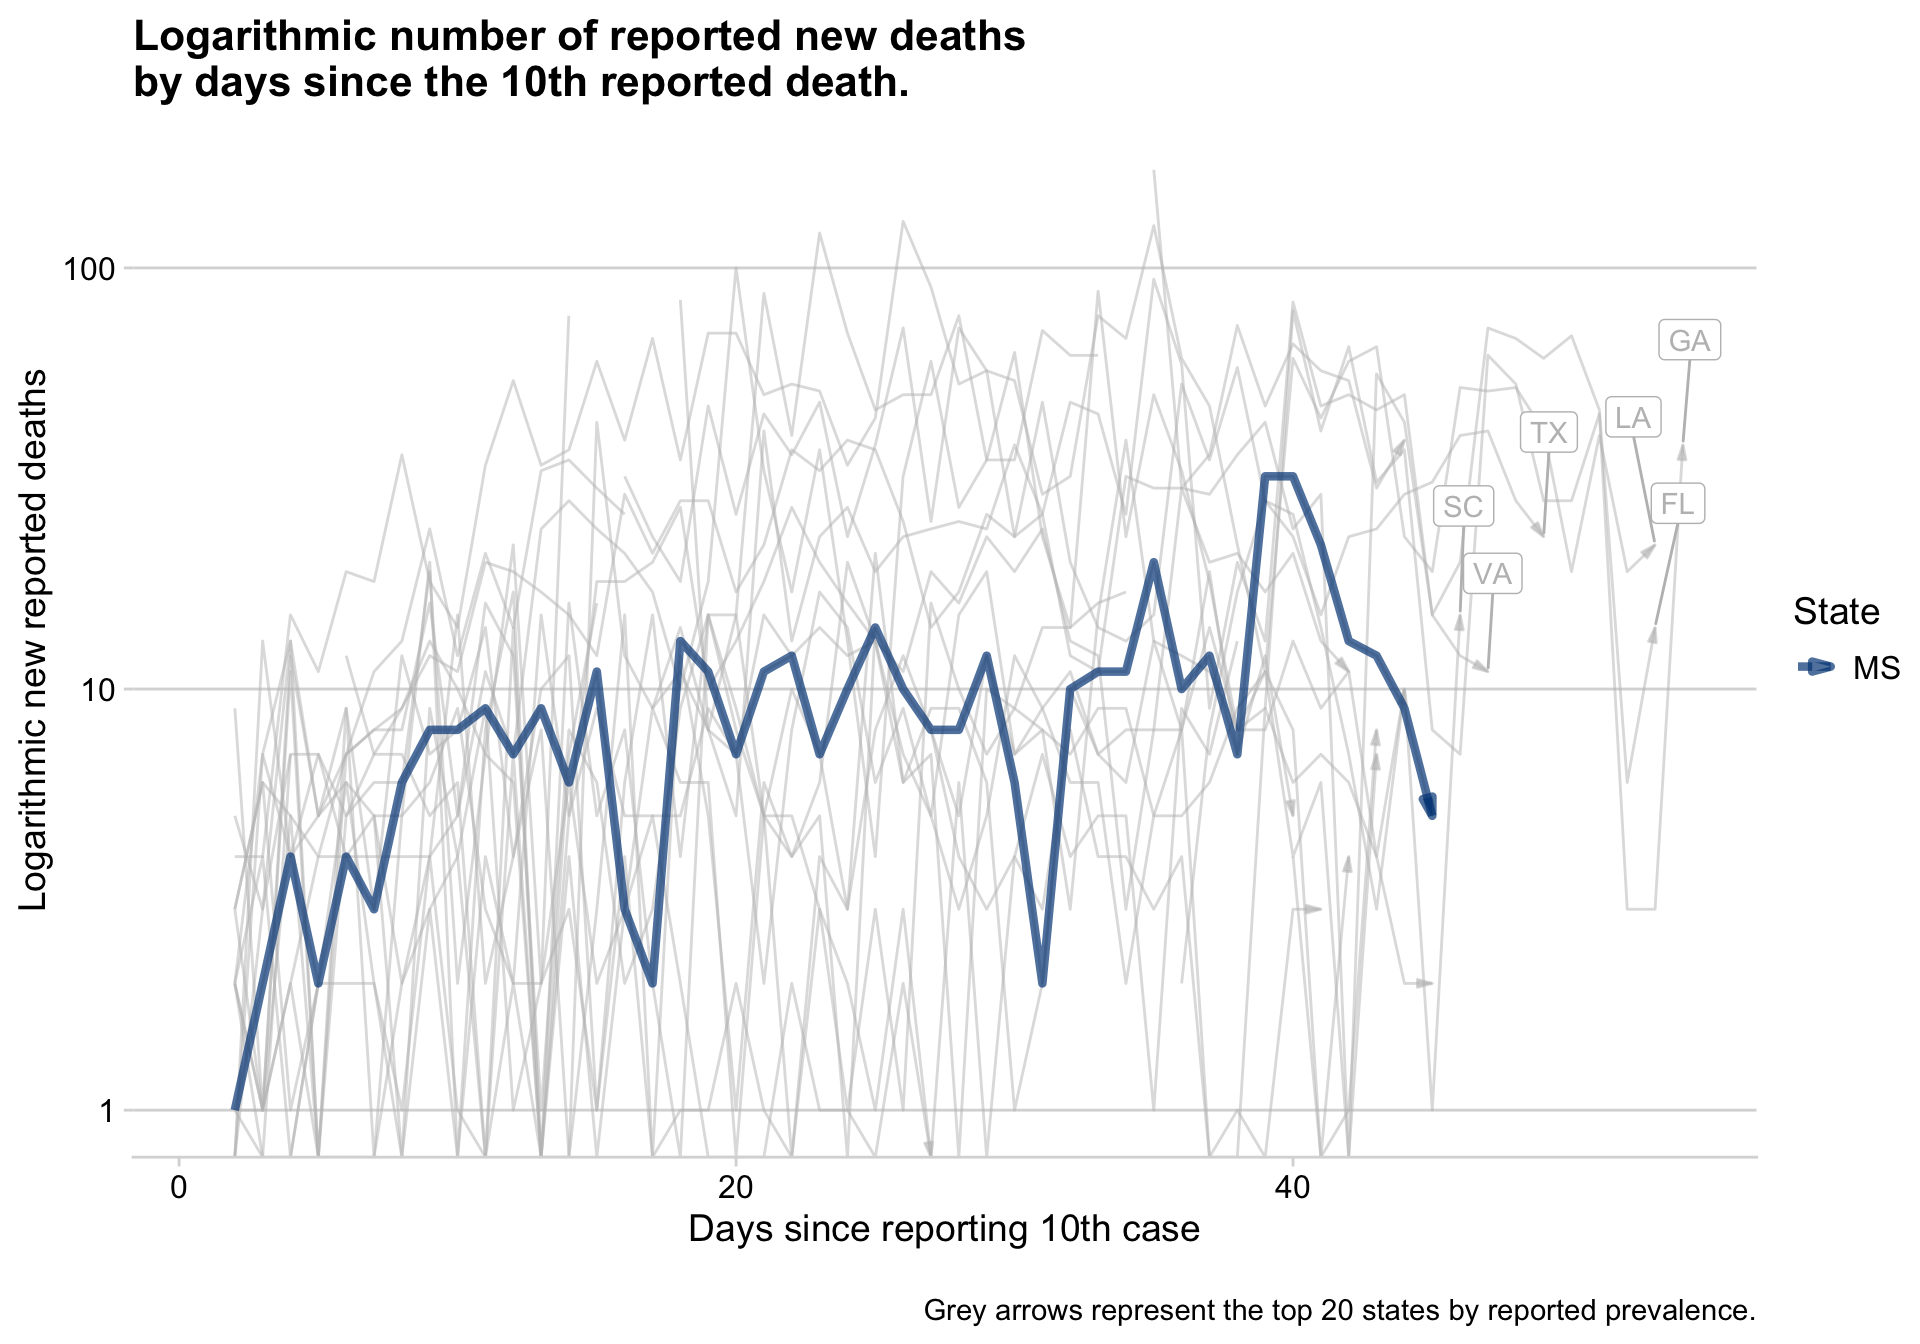 Logarithmic number of reported new deaths
by days since the 10th reported death.
Logarithmic new reported deaths
100
10
1
GA
LA
TX
FL
SC
VA
State
MS
0 20 40
Days since reporting 10th case
Grey arrows represent the top 20 states by reported prevalence.